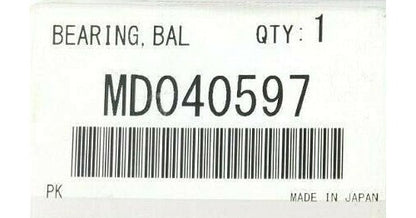 BEARING, BAL QTY: 1
MD040597
PK MADE IN JAPAN